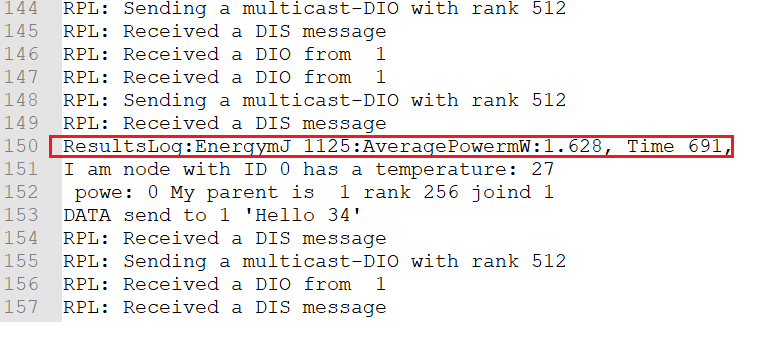 144 RPL: Sending a multicast-DIO with rank 512
145 RPL: Received a DIS message
146 RPL: Received a DIO from  1
147 RPL: Received a DIO from  1
148 RPL: Sending a multicast-DIO with rank 512
149 RPL: Received a DIS message
150 ResultsLog:EnergymJ 1125:AveragePowermW:1.628, Time 691,
151 I am node with ID 0 has a temperature: 27
152  powe: 0 My parent is  1 rank 256 joind 1
153 DATA send to 1 'Hello 34'
154 RPL: Received a DIS message
155 RPL: Sending a multicast-DIO with rank 512
156 RPL: Received a DIO from  1
157 RPL: Received a DIS message